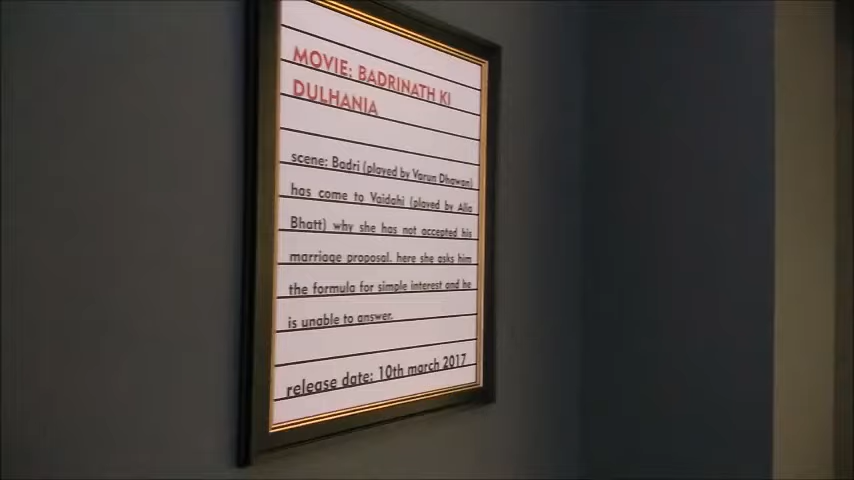 MOVIE: BADRINATH KI
DULHANIA
scene: Badri (played by Varun Dhawan)
has come to Vaidahi (played by Alia
Bhatt) why she has not accepted his
marriage proposal. here she asks him
the formula for simple interest and he
is unable to answer.
release date: 10th march 2017